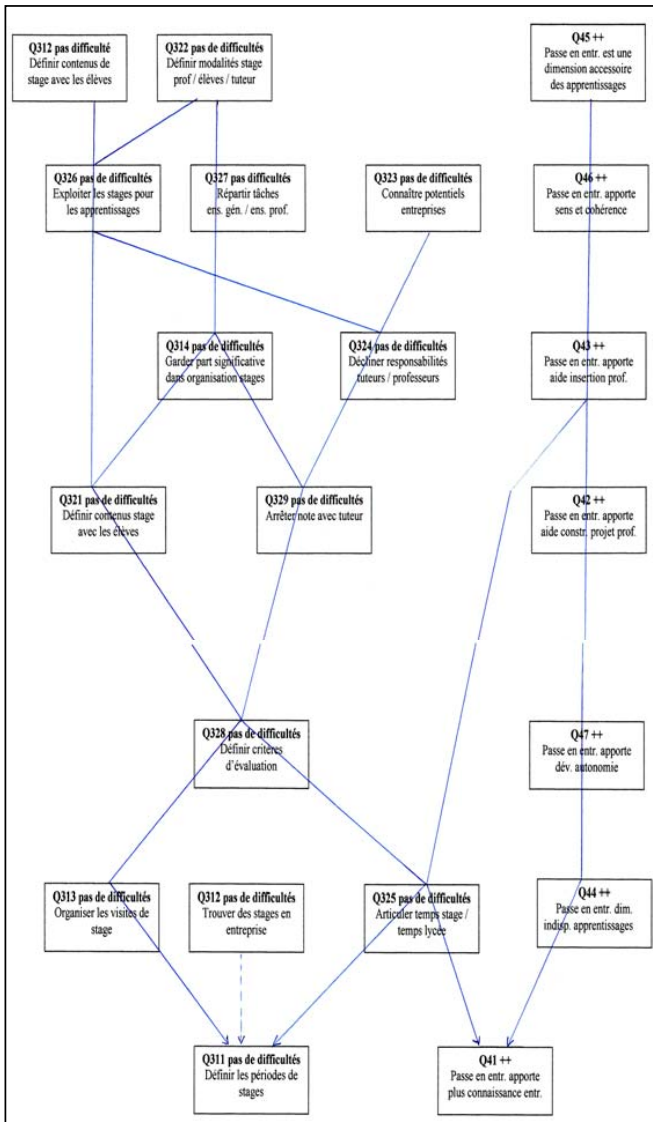 Q312 pas difficulté
Définir contenus de
stage avec les élèves
Q322 pas de difficultés
Définir modalités stage
prof / élèves / tuteur
Q45 ++
Passe en entr. est une
dimension accessoire
des apprentissages
Q326 pas de difficultés
Exploiter les stages pour
les apprentissages
Q327 pas de difficultés
Répartir tâches
ens. gén. / ens. prof.
Q323 pas de difficultés
Connaître potentiels
entreprises
Q46 ++
Passe en entr. apporte
sens et cohérence
Q314 pas de difficultés
Garder part significative
dans organisation stages
Q324 pas de difficultés
Décliner responsabilités
tuteurs / professeurs
Q43 ++
Passe en entr. apporte
aide insertion prof.
Q321 pas de difficultés
Définir contenus stage
avec les élèves
Q329 pas de difficultés
Arrêter note avec tuteur
Q42 ++
Passe en entr. apporte
aide constr. projet prof.
Q328 pas de difficultés
Définir critères
d'évaluation
Q47 ++
Passe en entr. apporte
dév. autonomie
Q313 pas de difficultés
Organiser les visites de
stage
Q312 pas de difficultés
Trouver des stages en
entreprise
Q325 pas de difficultés
Articuler temps stage /
temps lycée
Q44 ++
Passe en entr. dim.
indisp. apprentissages
Q311 pas de difficultés
Définir les périodes de
stages
Q41 ++
Passe en entr. apporte
plus connaissance entr.